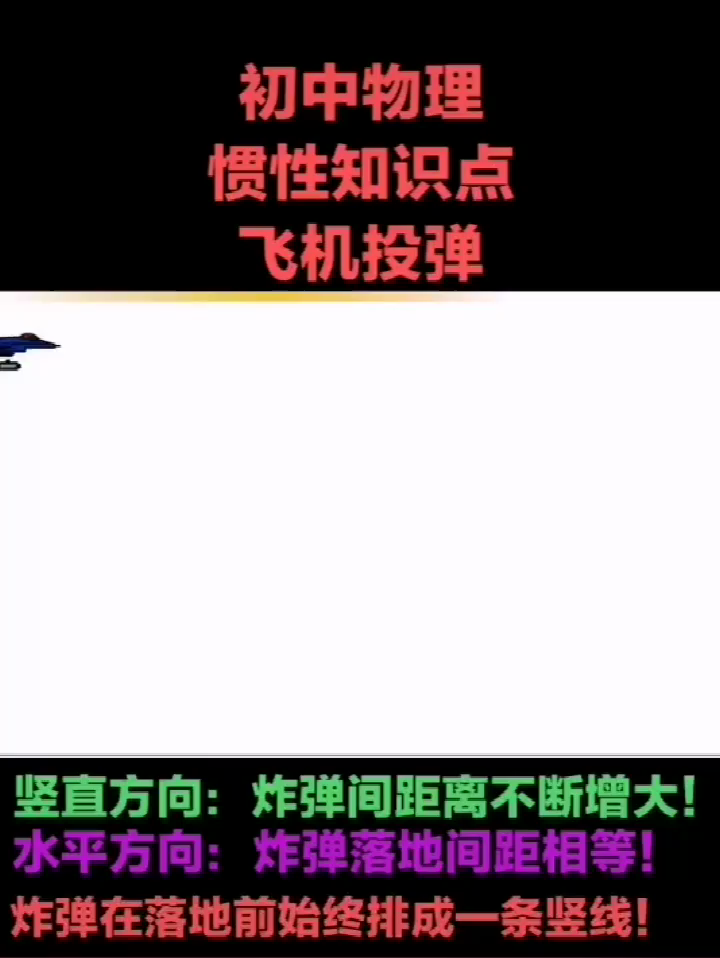 初中物理
惯性知识点
飞机投弹
竖直方向：炸弹间距离不断增大！
水平方向：炸弹落地间距相等！
炸弹在落地前始终排成一条竖线！